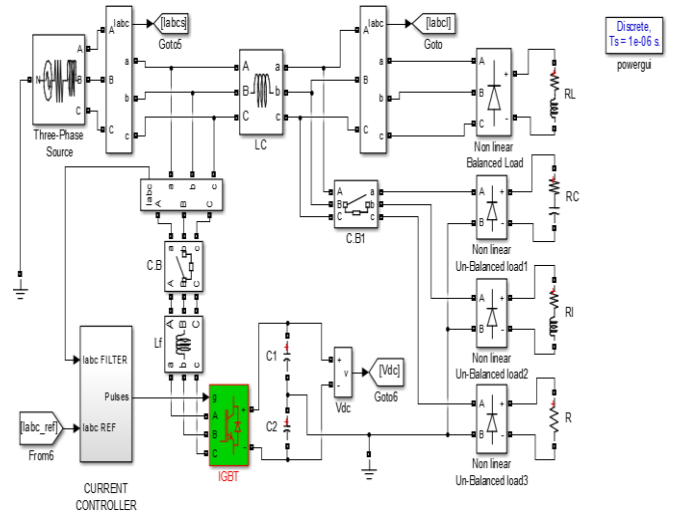 [Iabcs]
Goto5
Iabc
A
a
B
b
C
c
N
A
B
C
Three-Phase
Source
A
a
B
b
C
c
LC
[Iabcl]
Goto
Iabc
a
b
C
c
A
B
C
+
-
Non linear
Balanced Load
RL
Discrete,
Ts = 1e-06 s.
powergui
Iabc
a
b
c
A
B
C
A
a
B
b
C
c
C.B1
A
B
+
-
Non linear
Un-Balanced load1
RC
C.B
a
b
c
A
B
C
A
B
C
a
b
c
Lf
A
B
+
-
Non linear
Un-Balanced load2
RI
Iabc FILTER
Pulses
Iabc REF
[Iabc_ref]
From6
CURRENT
CONTROLLER
g
A
B
C
+
-
IGBT
C1
C2
+
v
-
Vdc
[Vdc]
Goto6
A
B
+
-
Non linear
Un-Balanced load3
R